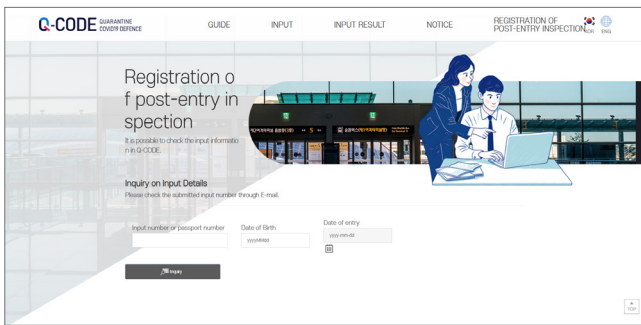 Q-CODE QUARANTINE
COVID19 DEFENCE
GUIDE
INPUT
INPUT RESULT
NOTICE
REGISTRATION OF
POST-ENTRY INSPECTION
KOR
ENG
Registration o
f post-entry in
spection
It is possible to check the input informatio
n in Q-CODE.
Inquiry on Input Details
Please check the submitted input number through E-mail.
Input number or passport number
Date of Birth
Date of entry
yyyyMMdd
yyyy-mm-dd
Inquiry
TOP